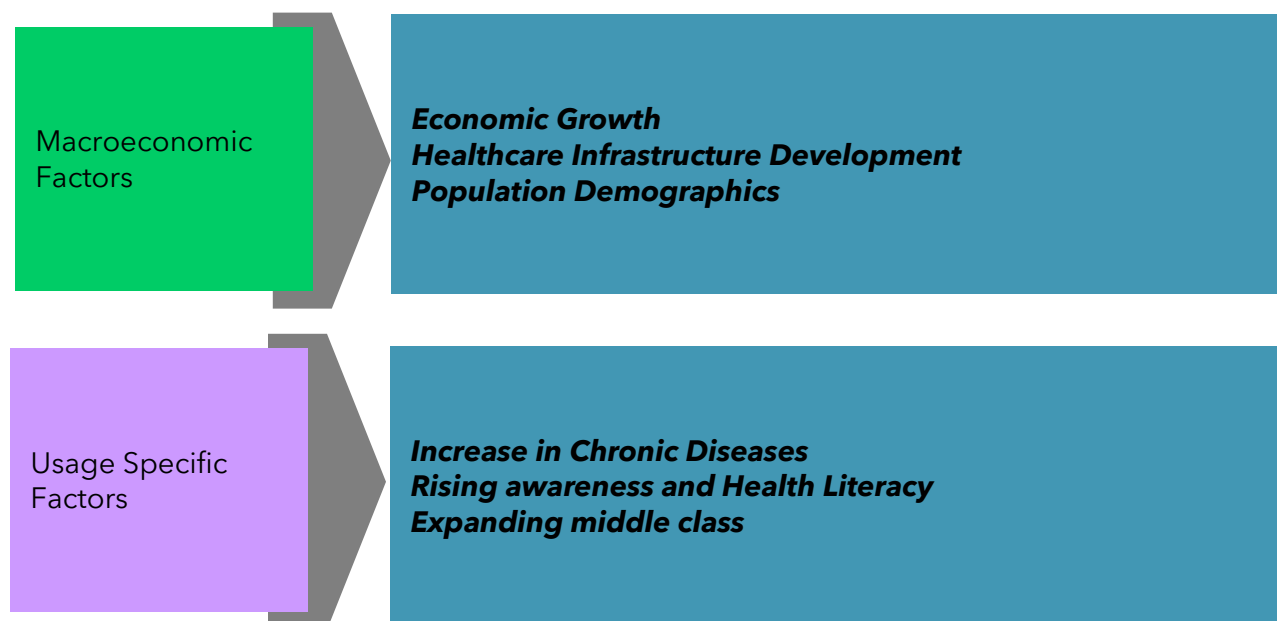 Macroeconomic
Factors
Economic Growth
Healthcare Infrastructure Development
Population Demographics
Usage Specific
Factors
Increase in Chronic Diseases
Rising awareness and Health Literacy
Expanding middle class